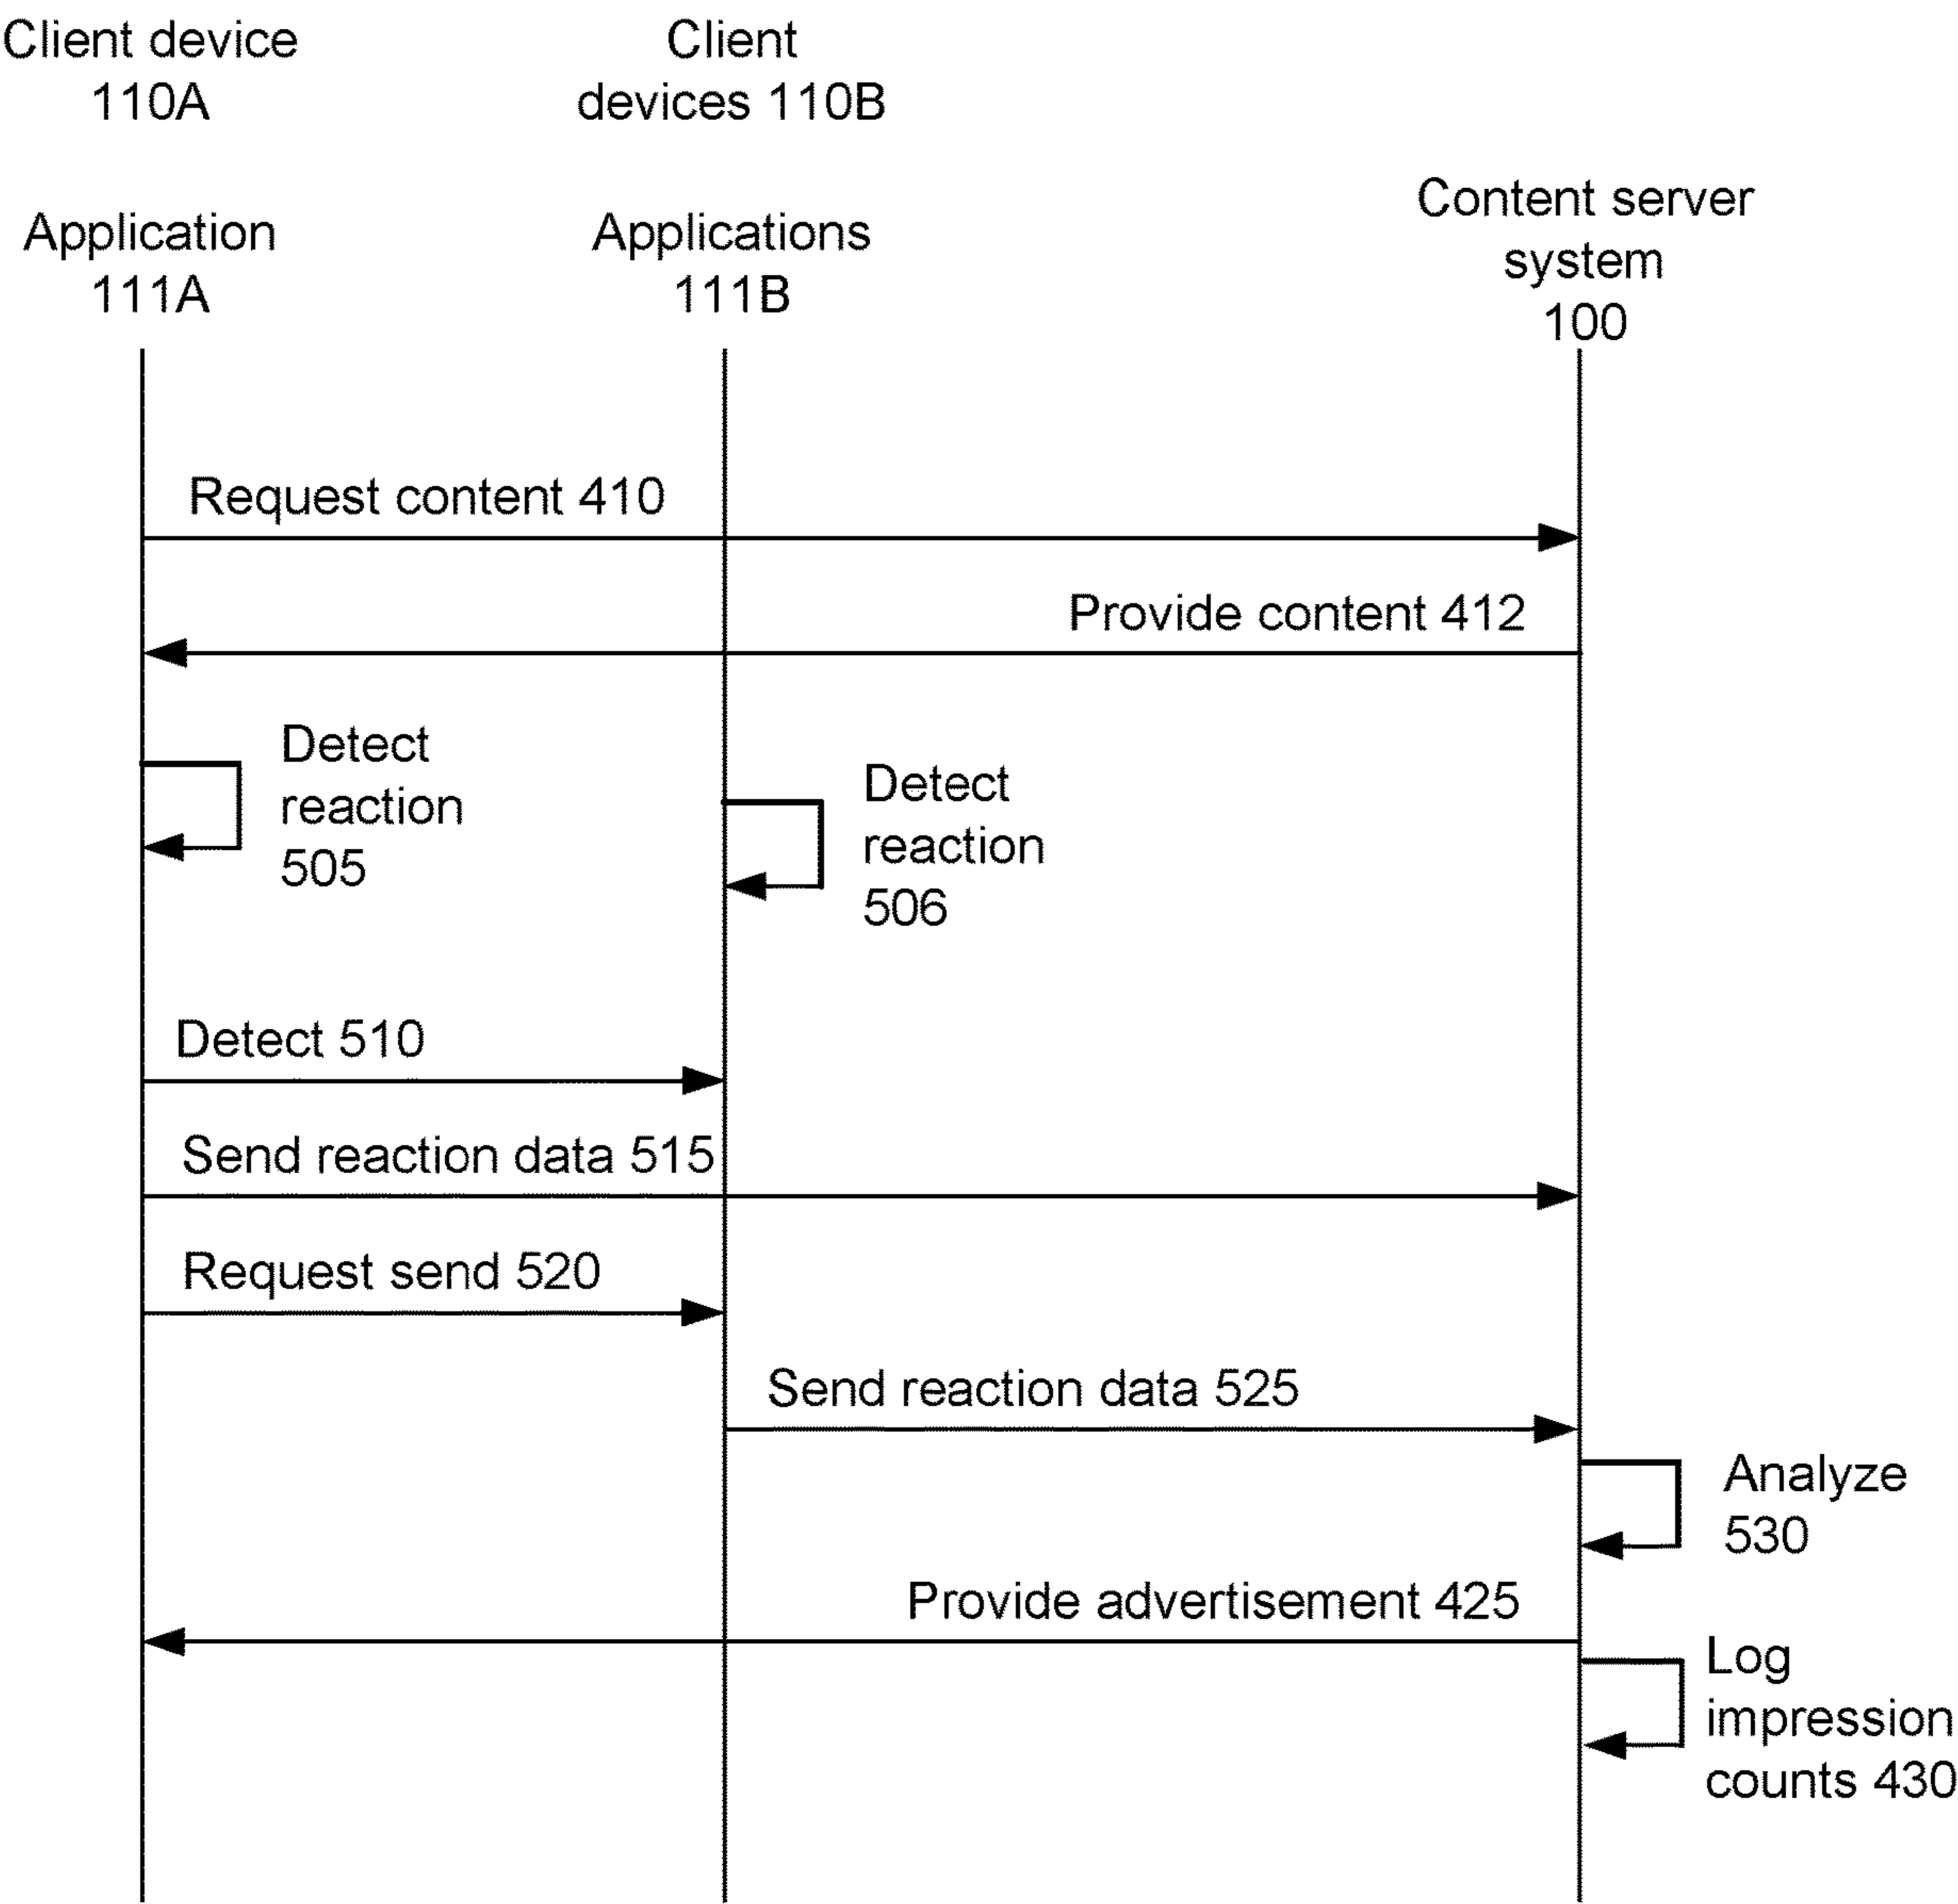 Client device
110A
Client
devices 110B
Application
111A
Applications
111B
Content server
system
100
Request content 410
Provide content 412
Detect
reaction
505
Detect
reaction
506
Detect 510
Send reaction data 515
Request send 520
Send reaction data 525
Analyze
530
Provide advertisement 425
Log
impression
counts 430